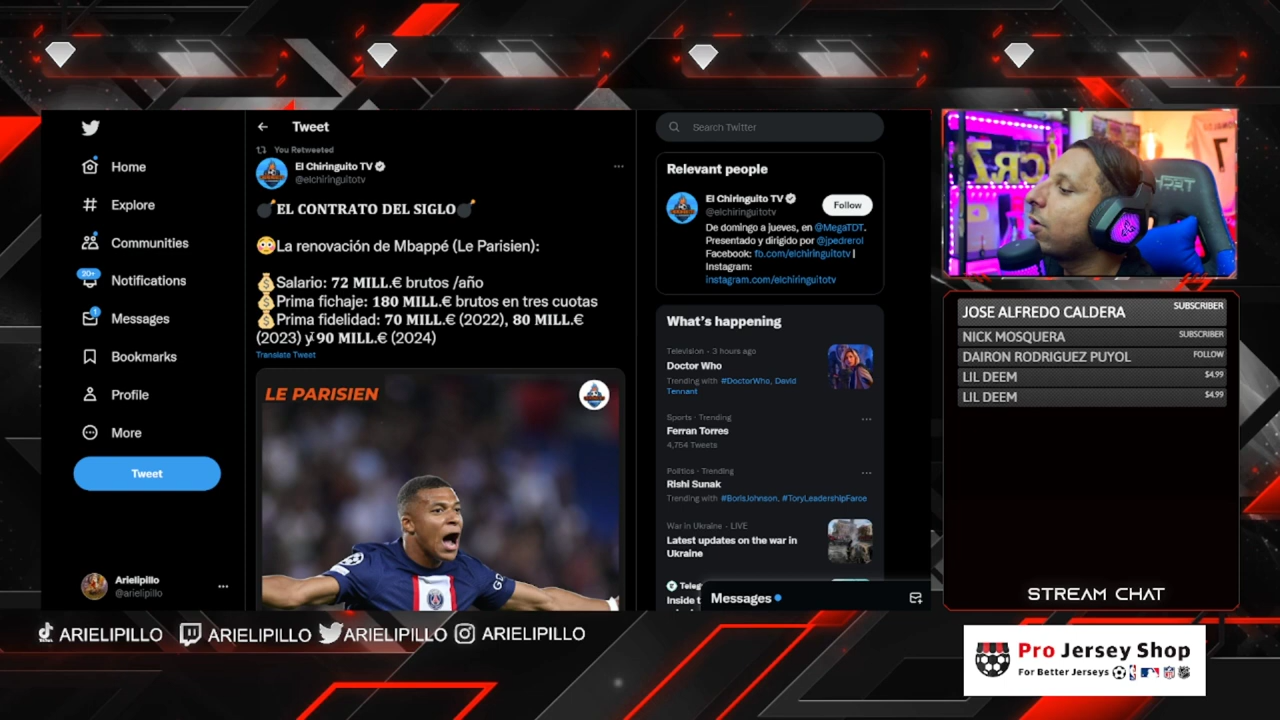 Home
Explore
Communities
20+
Notifications
1
Messages
Bookmarks
Profile
More
Tweet
Arielipillo
@arielipillo
Tweet
You Retweeted
El Chiringuito TV
@elchiringuitotv
EL CONTRATO DEL SIGLO
La renovación de Mbappé (Le Parisien):
Salario: 72 MILL.€ brutos /año
Prima fichaje: 180 MILL.€ brutos en tres cuotas
Prima fidelidad: 70 MILL.€ (2022), 80 MILL.€
(2023) y 90 MILL.€ (2024)
Translate Tweet
LE PARISIEN
Search Twitter
Relevant people
El Chiringuito TV
@elchiringuitotv
Follow
De domingo a jueves, en @MegaTDT.
Presentado y dirigido por @jpedrerol
Facebook: fb.com/elchiringuitotv |
Instagram:
instagram.com/elchiringuitotv
What's happening
Television · 3 hours ago
Doctor Who
Trending with #DoctorWho, David
Tennant
Sports · Trending
Ferran Torres
4,754 Tweets
Politics · Trending
Rishi Sunak
Trending with #BorisJohnson, #ToryLeadershipFarce
War in Ukraine · LIVE
Latest updates on the war in
Ukraine
Teleg
Inside t
Messages
JOSE ALFREDO CALDERA SUBSCRIBER
NICK MOSQUERA SUBSCRIBER
DAIRON RODRIGUEZ PUYOL FOLLOW
LIL DEEM $4.99
LIL DEEM $4.99
STREAM CHAT
ARIELIPILLO ARIELIPILLO ARIELIPILLO ARIELIPILLO
Pro Jersey Shop
For Better Jerseys